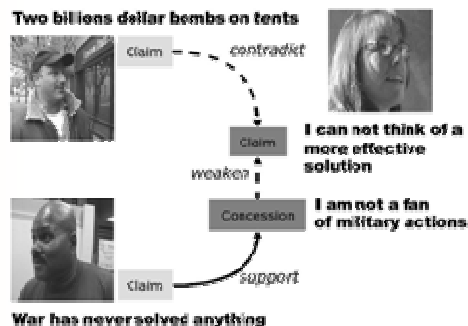 Two billions dollar bombs on tents
Claim
contradict
Claim
I can not think of a
more effective
solution
weaken
Concession
I am not a fan
of military actions
support
Claim
War has never solved anything